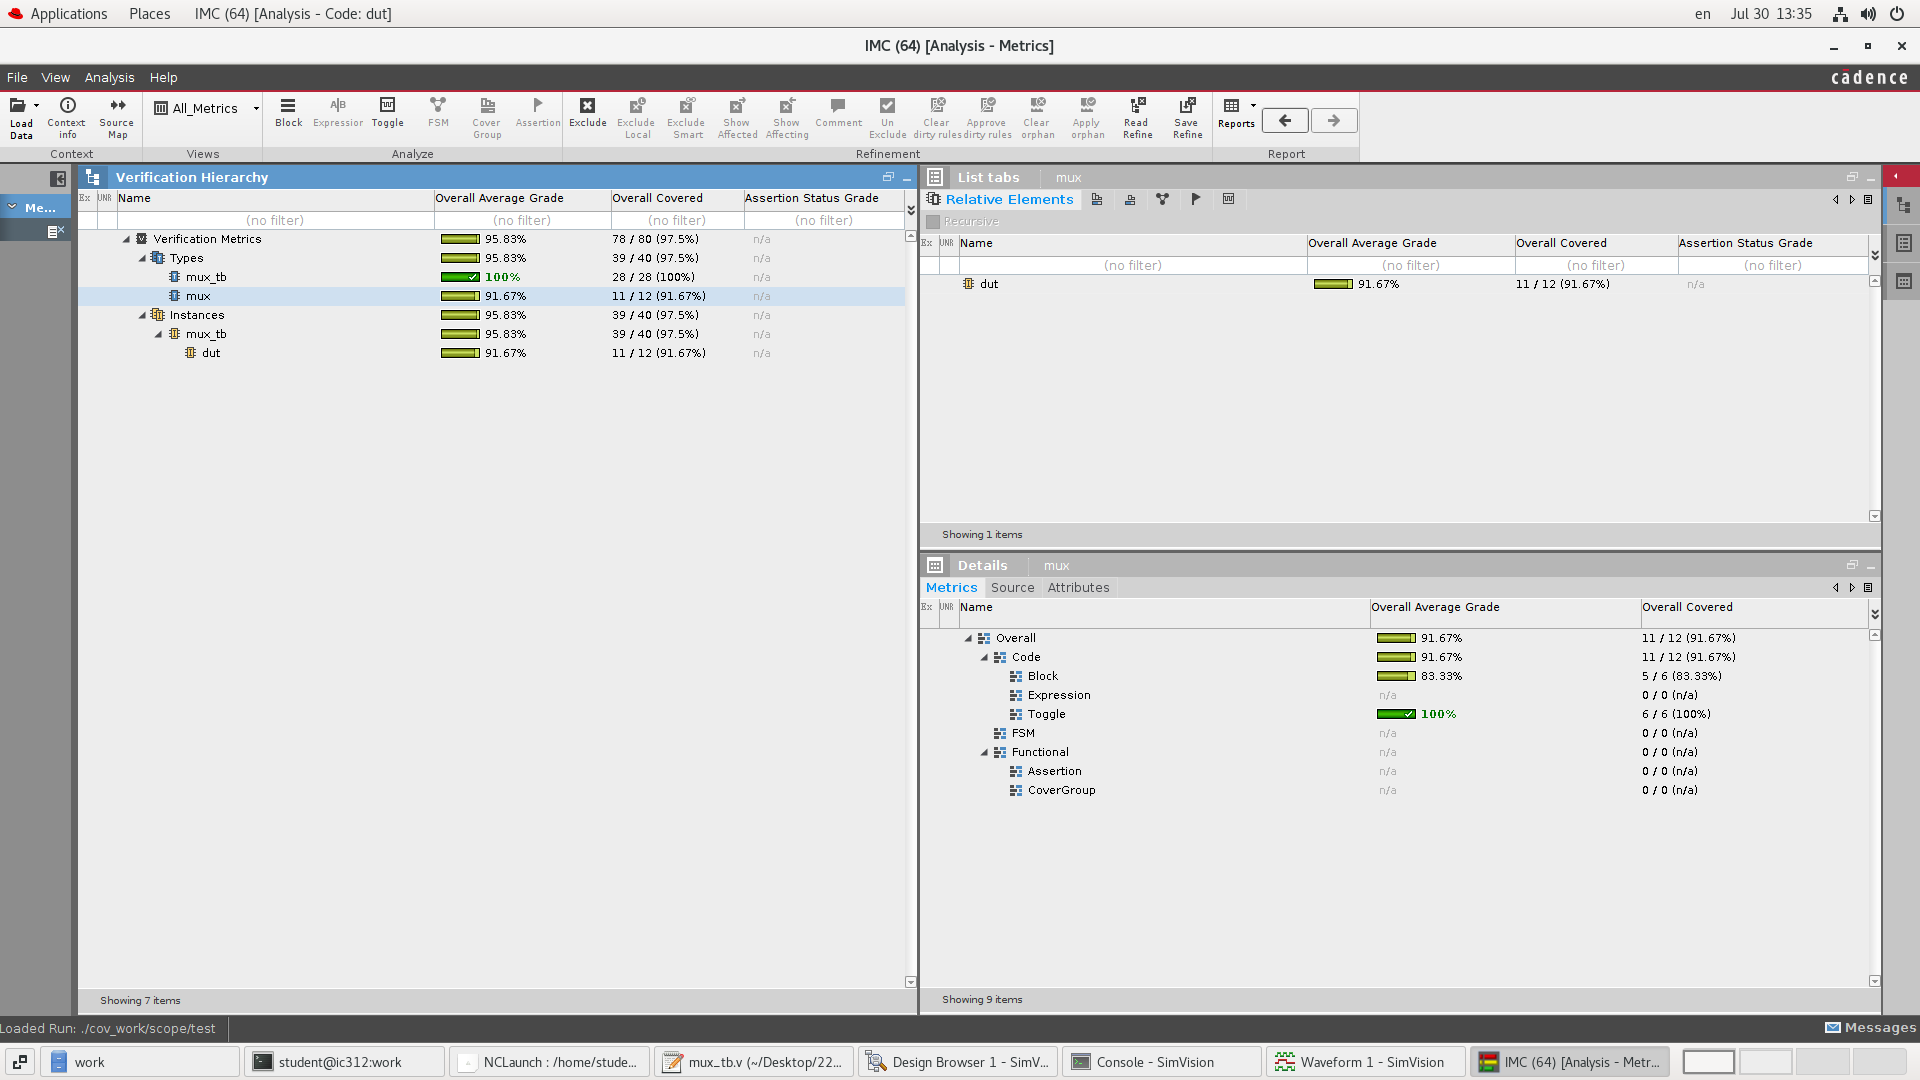 Applications Places IMC (64) [Analysis - Code: dut] en Jul 30 13:35
IMC (64) [Analysis - Metrics]
File View Analysis Help cādence
Load Data Context info Source Map All_Metrics Block Expression Toggle FSM Cover Group Assertion Exclude Exclude Local Exclude Smart Show Affected Show Affecting Comment Un Exclude Clear dirty rules Approve dirty rules Clear orphan Apply orphan Read Refine Save Refine Reports
Context Views Analyze Refinement Report
Me...
Verification Hierarchy
Ex UNR Name Overall Average Grade Overall Covered Assertion Status Grade
(no filter) (no filter) (no filter) (no filter)
Verification Metrics 95.83% 78 / 80 (97.5%) n/a
Types 95.83% 39 / 40 (97.5%) n/a
mux_tb 100% 28 / 28 (100%) n/a
mux 91.67% 11 / 12 (91.67%) n/a
Instances 95.83% 39 / 40 (97.5%) n/a
mux_tb 95.83% 39 / 40 (97.5%) n/a
dut 91.67% 11 / 12 (91.67%) n/a
Showing 7 items
List tabs mux
Relative Elements
Recursive
Ex UNR Name Overall Average Grade Overall Covered Assertion Status Grade
(no filter) (no filter) (no filter) (no filter)
dut 91.67% 11 / 12 (91.67%) n/a
Showing 1 items
Details mux
Metrics Source Attributes
Ex UNR Name Overall Average Grade Overall Covered
Overall 91.67% 11 / 12 (91.67%)
Code 91.67% 11 / 12 (91.67%)
Block 83.33% 5 / 6 (83.33%)
Expression n/a 0 / 0 (n/a)
Toggle 100% 6 / 6 (100%)
FSM n/a 0 / 0 (n/a)
Functional n/a 0 / 0 (n/a)
Assertion n/a 0 / 0 (n/a)
CoverGroup n/a 0 / 0 (n/a)
Showing 9 items
Loaded Run: ./cov_work/scope/test Messages
work student@ic312:work NCLaunch : /home/stude... mux_tb.v (~/Desktop/22... Design Browser 1 - SimV... Console - SimVision Waveform 1 - SimVision IMC (64) [Analysis - Metr...